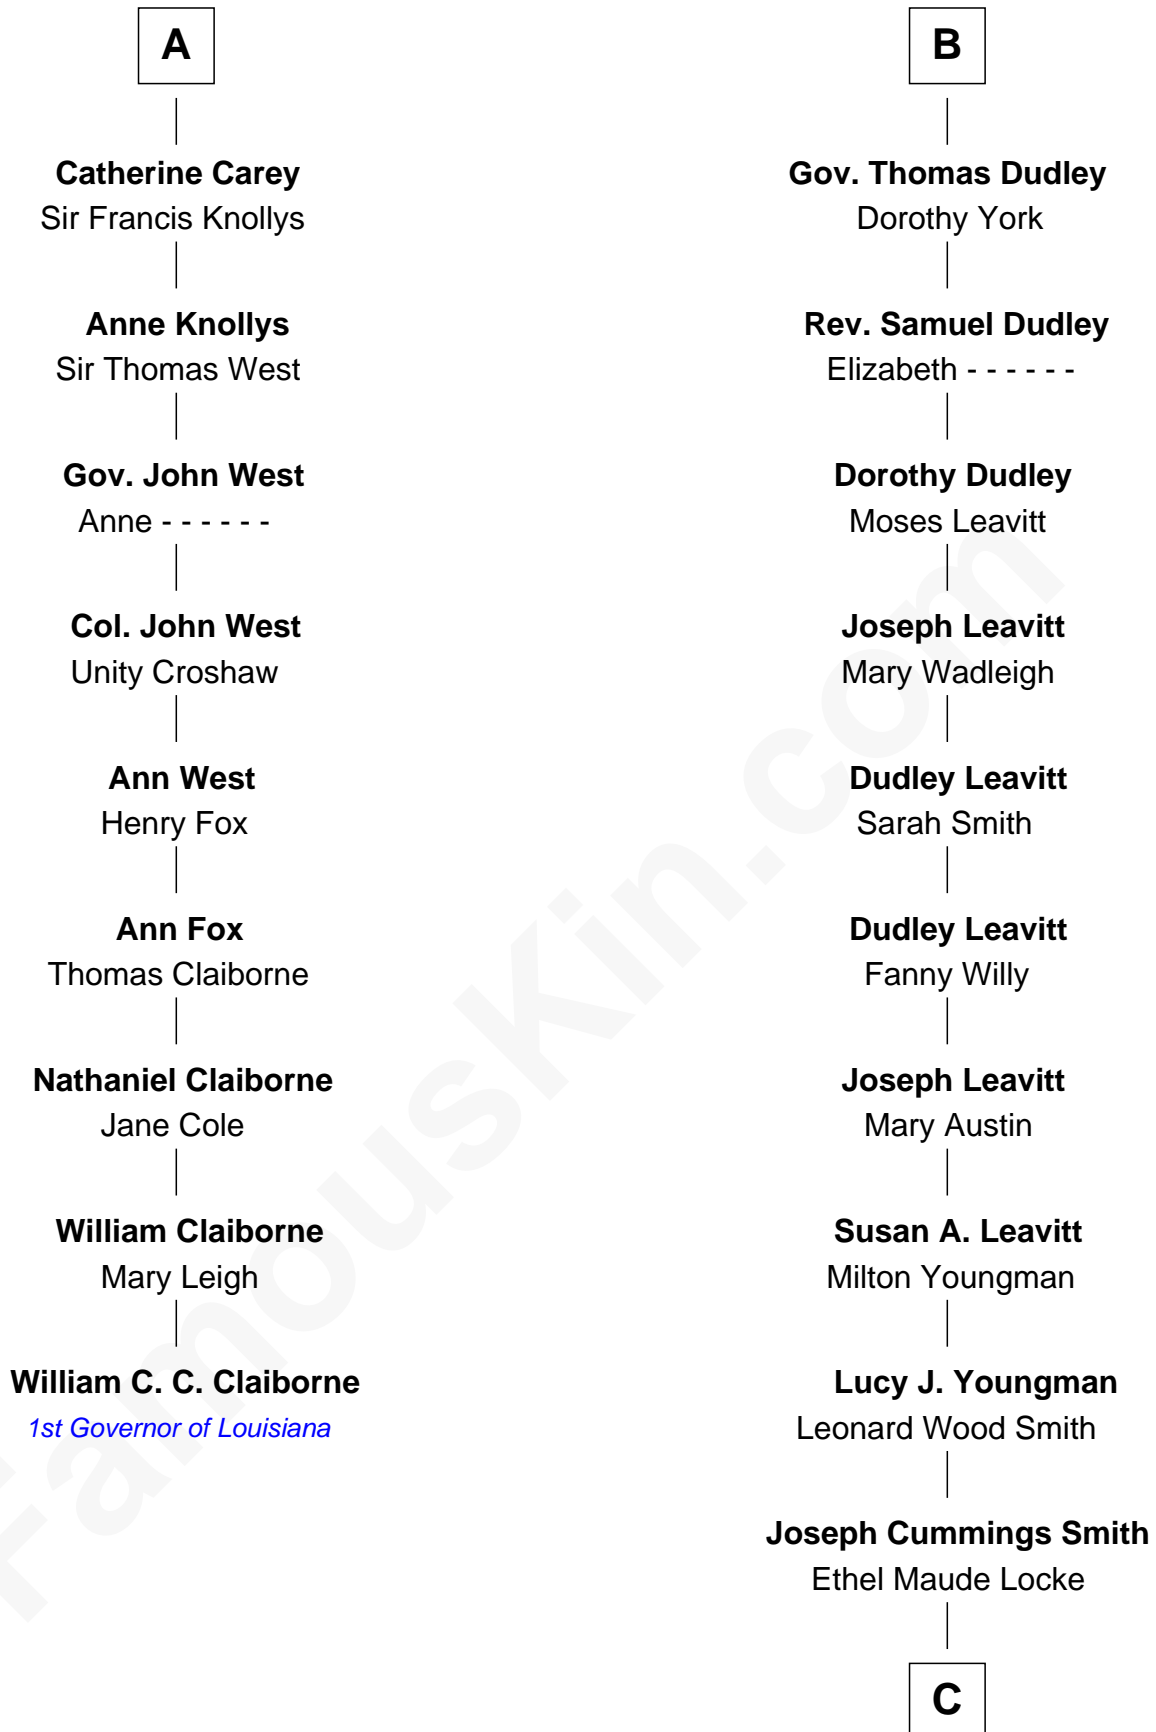 A
Catherine Carey
Sir Francis Knollys
Anne Knollys
Sir Thomas West
Gov. John West
Anne - - - - - -
Col. John West
Unity Croshaw
Ann West
Henry Fox
Ann Fox
Thomas Claiborne
Nathaniel Claiborne
Jane Cole
William Claiborne
Mary Leigh
William C. C. Claiborne
1st Governor of Louisiana
B
Gov. Thomas Dudley
Dorothy York
Rev. Samuel Dudley
Elizabeth - - - - - -
Dorothy Dudley
Moses Leavitt
Joseph Leavitt
Mary Wadleigh
Dudley Leavitt
Sarah Smith
Dudley Leavitt
Fanny Willy
Joseph Leavitt
Mary Austin
Susan A. Leavitt
Milton Youngman
Lucy J. Youngman
Leonard Wood Smith
Joseph Cummings Smith
Ethel Maude Locke
C
FamousKin.com